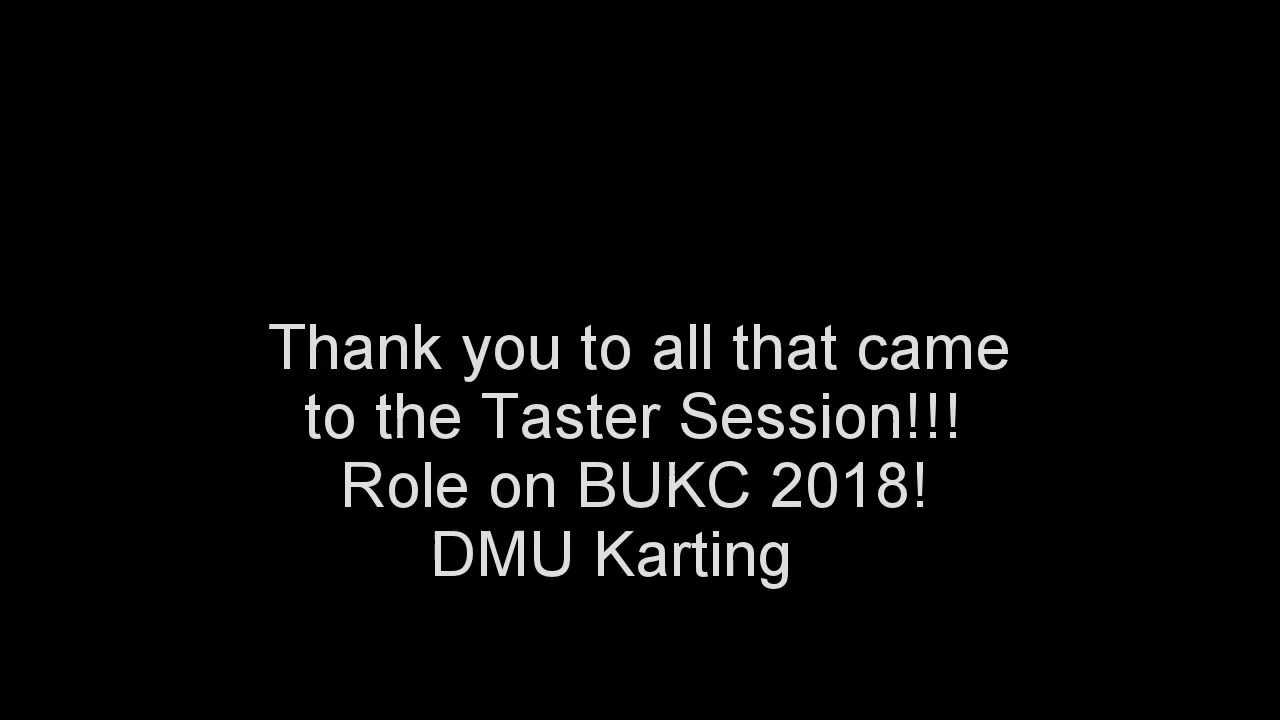 Thank you to all that came
to the Taster Session!!!
Role on BUKC 2018!
DMU Karting